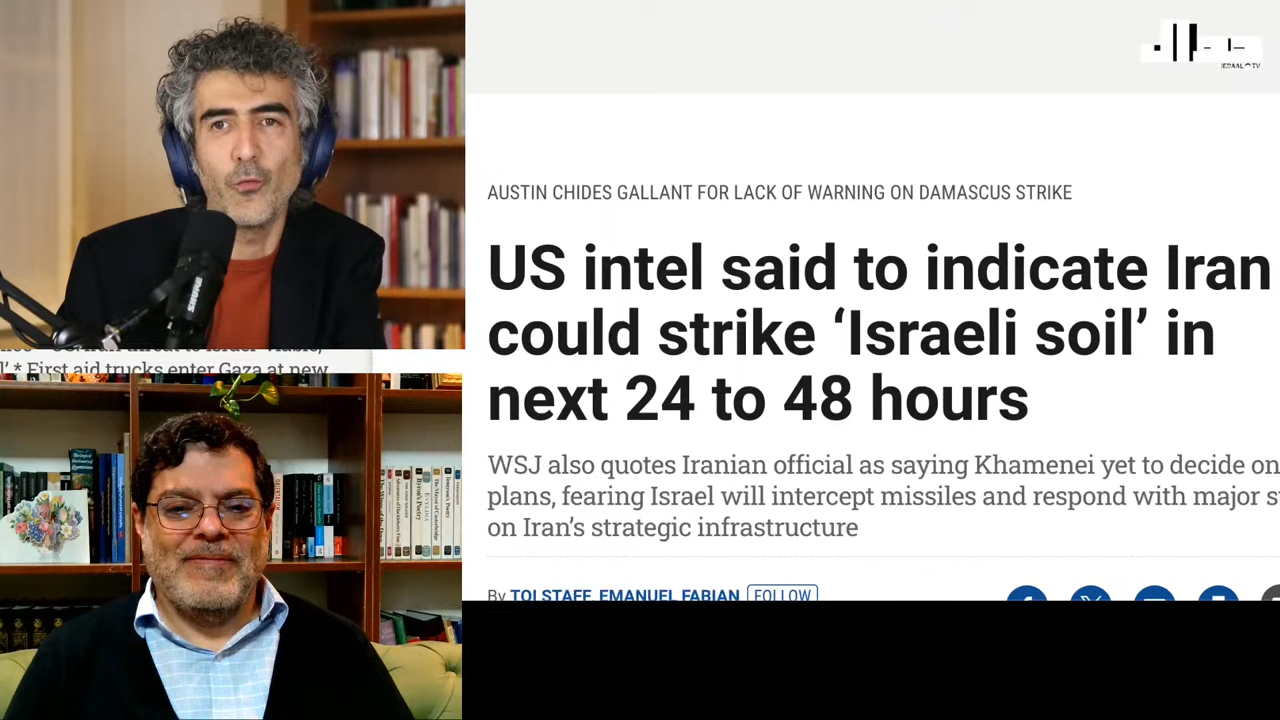 AUSTIN CHIDES GALLANT FOR LACK OF WARNING ON DAMASCUS STRIKE
US intel said to indicate Iran
could strike ‘Israeli soil’ in
next 24 to 48 hours
WSJ also quotes Iranian official as saying Khamenei yet to decide on
plans, fearing Israel will intercept missiles and respond with major
on Iran’s strategic infrastructure
By TOI STAFF, EMANUEL FABIAN FOLLOW
threat to Israel
First aid trucks enter Gaza at new